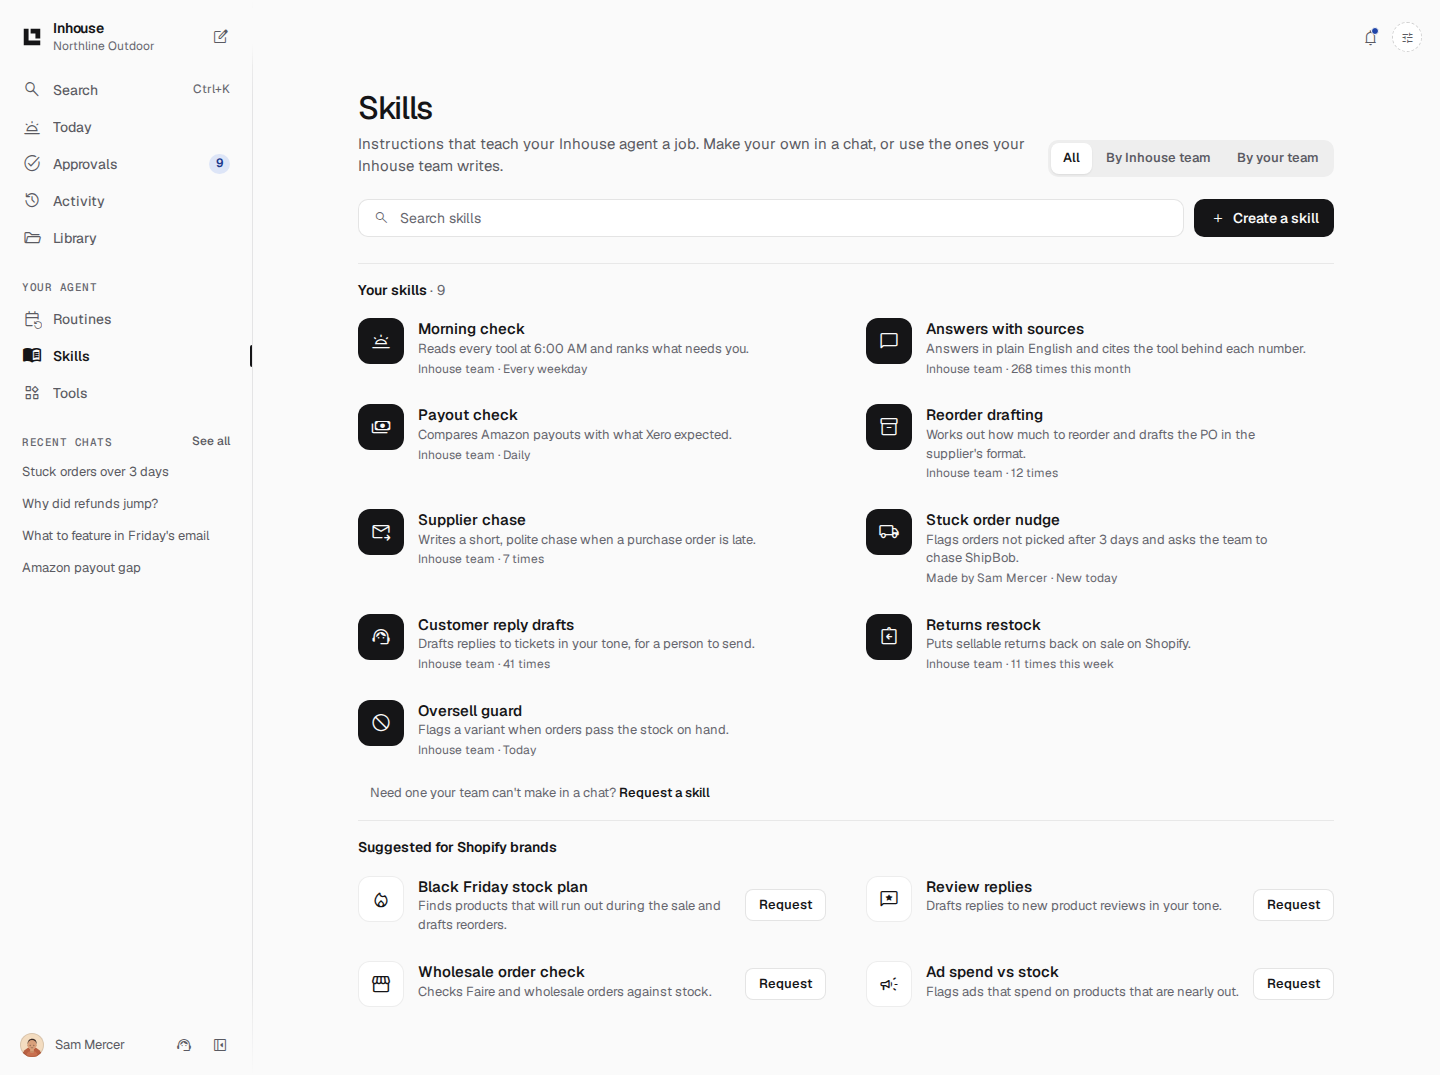 Inhouse
Northline Outdoor
Search Ctrl+K
Today
Approvals 9
Activity
Library
YOUR AGENT
Routines
Skills
Tools
RECENT CHATS See all
Stuck orders over 3 days
Why did refunds jump?
What to feature in Friday's email
Amazon payout gap
Sam Mercer
Skills
Instructions that teach your Inhouse agent a job. Make your own in a chat, or use the ones your
Inhouse team writes.
All By Inhouse team By your team
Search skills
+ Create a skill
Your skills · 9
Morning check
Reads every tool at 6:00 AM and ranks what needs you.
Inhouse team · Every weekday
Answers with sources
Answers in plain English and cites the tool behind each number.
Inhouse team · 268 times this month
Payout check
Compares Amazon payouts with what Xero expected.
Inhouse team · Daily
Reorder drafting
Works out how much to reorder and drafts the PO in the
supplier's format.
Inhouse team · 12 times
Supplier chase
Writes a short, polite chase when a purchase order is late.
Inhouse team · 7 times
Stuck order nudge
Flags orders not picked after 3 days and asks the team to
chase ShipBob.
Made by Sam Mercer · New today
Customer reply drafts
Drafts replies to tickets in your tone, for a person to send.
Inhouse team · 41 times
Returns restock
Puts sellable returns back on sale on Shopify.
Inhouse team · 11 times this week
Oversell guard
Flags a variant when orders pass the stock on hand.
Inhouse team · Today
Need one your team can't make in a chat? Request a skill
Suggested for Shopify brands
Black Friday stock plan
Finds products that will run out during the sale and
drafts reorders.
Request
Review replies
Drafts replies to new product reviews in your tone.
Request
Wholesale order check
Checks Faire and wholesale orders against stock.
Request
Ad spend vs stock
Flags ads that spend on products that are nearly out.
Request